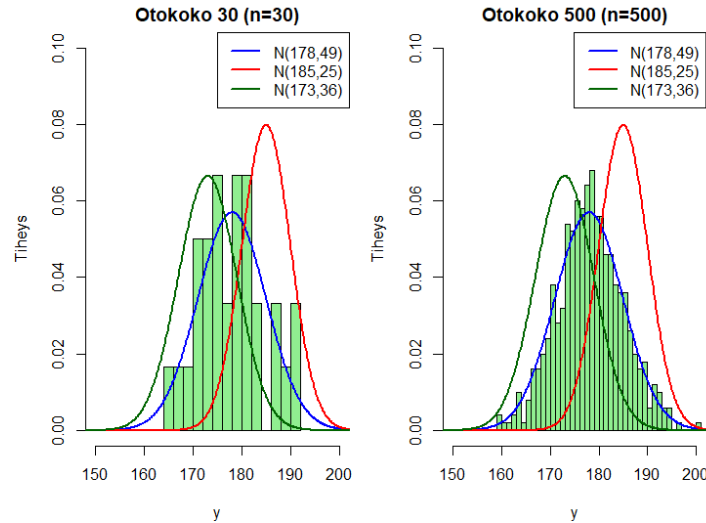 Otokoko 30 (n=30)
N(178,49)
N(185,25)
N(173,36)
Tiheys
0.00
0.02
0.04
0.06
0.08
0.10
150
160
170
180
190
200
y
Otokoko 500 (n=500)
N(178,49)
N(185,25)
N(173,36)
Tiheys
0.00
0.02
0.04
0.06
0.08
0.10
150
160
170
180
190
200
y